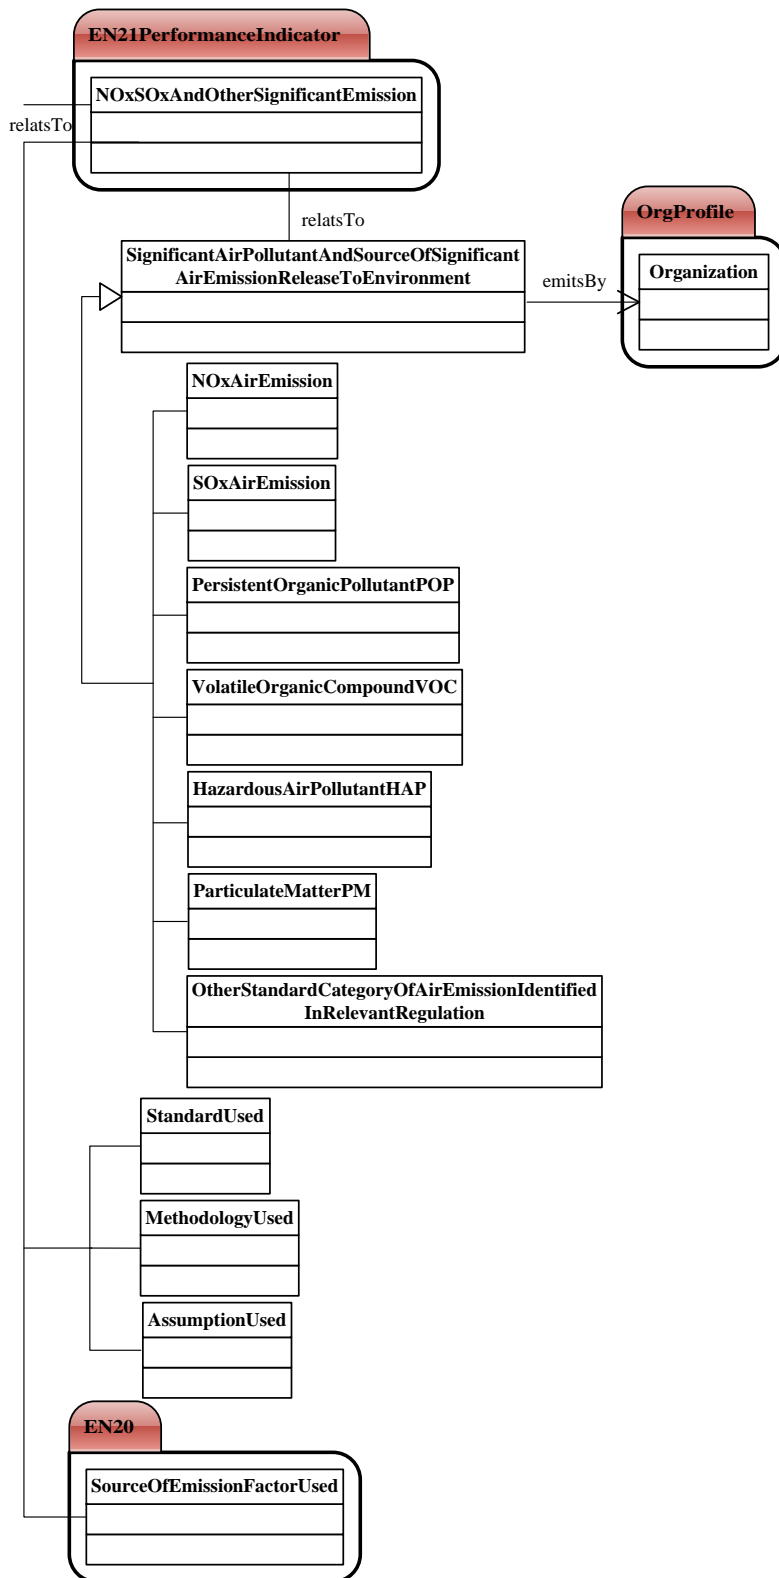 EN21PerformanceIndicator
NOxSOxAndOtherSignificantEmission
relatsTo
relatsTo
OrgProfile
SignificantAirPollutantAndSourceOfSignificant
AirEmissionReleaseToEnvironment
emitsBy
Organization
NOxAirEmission
SOxAirEmission
PersistentOrganicPollutantPOP
VolatileOrganicCompoundVOC
HazardousAirPollutantHAP
ParticulateMatterPM
OtherStandardCategoryOfAirEmissionIdentified
InRelevantRegulation
StandardUsed
MethodologyUsed
AssumptionUsed
EN20
SourceOfEmissionFactorUsed